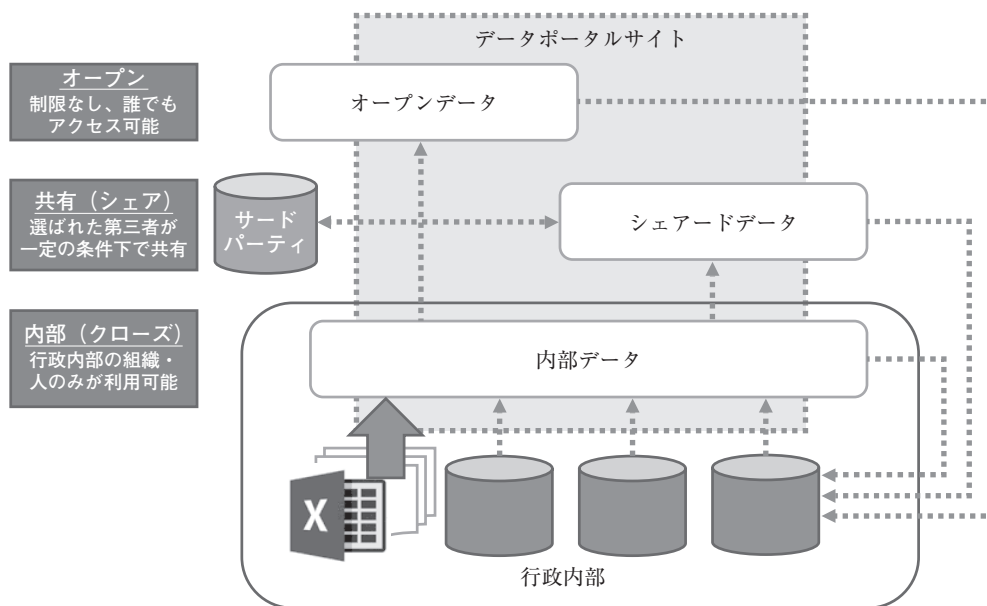 データポータルサイト
オープン
制限なし、誰でも
アクセス可能
オープンデータ
共有（シェア）
選ばれた第三者が
一定の条件下で共有
サード
パーティ
シェアードデータ
内部（クローズ）
行政内部の組織・
人のみが利用可能
内部データ
X
行政内部